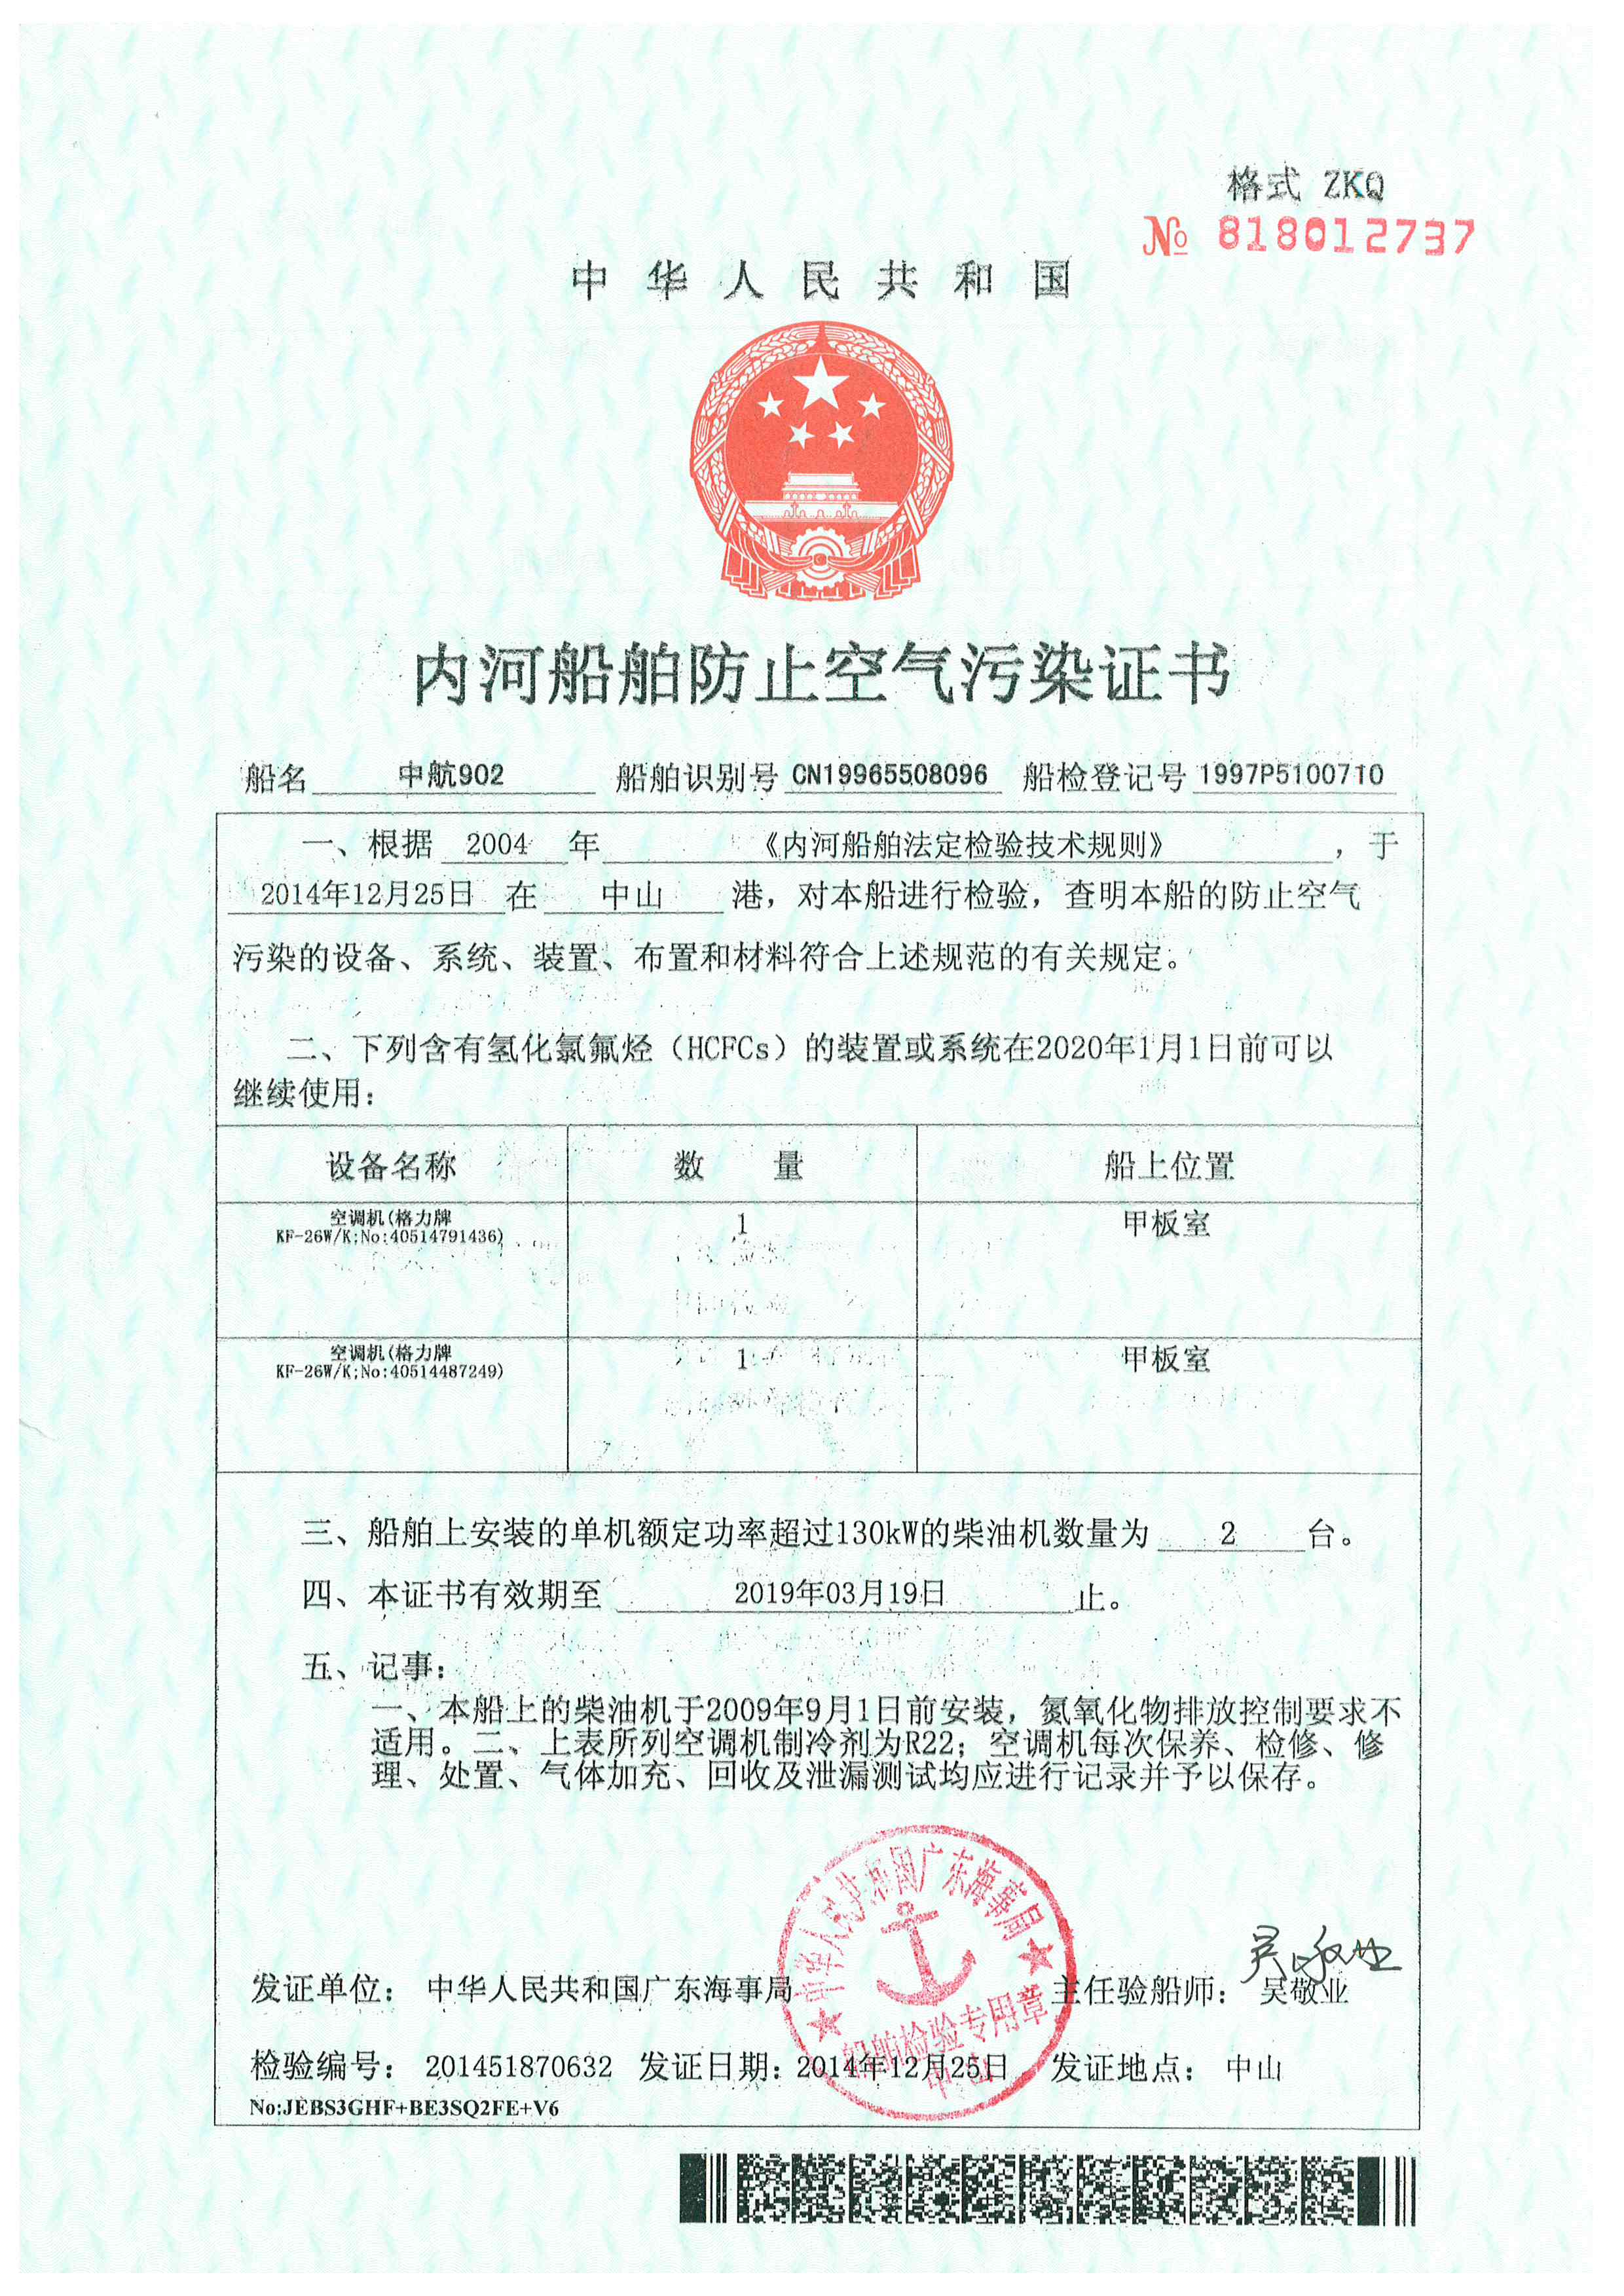 格式 ZKQ
№ 818012737
中华人民共和国
内河船舶防止空气污染证书
船名 中航902 船舶识别号 CN19965508096 船检登记号 1997P5100710
一、根据 2004 年 《内河船舶法定检验技术规则》 ，于
2014年12月25日 在 中山 港，对本船进行检验，查明本船的防止空气
污染的设备、系统、装置、布置和材料符合上述规范的有关规定。
二、下列含有氢化氯氟烃（HCFCs）的装置或系统在2020年1月1日前可以
继续使用：
设备名称 数 量 船上位置
空调机(格力牌
KF-26W/K;No:40514791436) 1 甲板室
空调机(格力牌
KF-26W/K;No:40514487249) 1 甲板室
三、船舶上安装的单机额定功率超过130kW的柴油机数量为 2 台。
四、本证书有效期至 2019年03月19日 止。
五、记事：
一、本船上的柴油机于2009年9月1日前安装，氮氧化物排放控制要求不
适用。二、上表所列空调机制冷剂为R22；空调机每次保养、检修、修
理、处置、气体加充、回收及泄漏测试均应进行记录并予以保存。
中华人民共和国广东海事局
船舶检验专用章
中山
吴敬业
发证单位： 中华人民共和国广东海事局 主任验船师： 吴敬业
检验编号： 201451870632 发证日期：2014年12月25日 发证地点： 中山
No:JEBS3GHF+BE3SQ2FE+V6